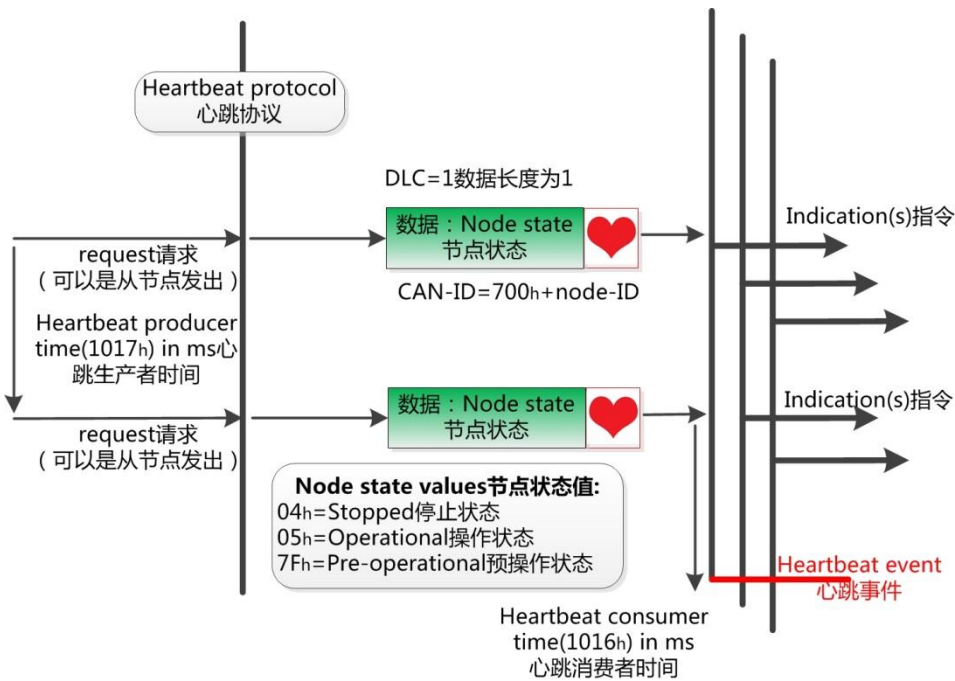 Heartbeat protocol
心跳协议
DLC=1数据长度为1
数据：Node state
节点状态
Indication(s)指令
request请求
（可以是从节点发出）
CAN-ID=700h+node-ID
Heartbeat producer
time(1017h) in ms心
跳生产者时间
数据：Node state
节点状态
Indication(s)指令
request请求
（可以是从节点发出）
Node state values节点状态值:
04h=Stopped停止状态
05h=Operational操作状态
7Fh=Pre-operational预操作状态
Heartbeat event
心跳事件
Heartbeat consumer
time(1016h) in ms
心跳消费者时间